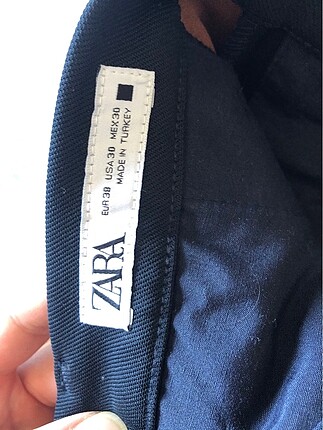 ZARA
EUR 38 USA 30 MEX 30
MADE IN TURKEY